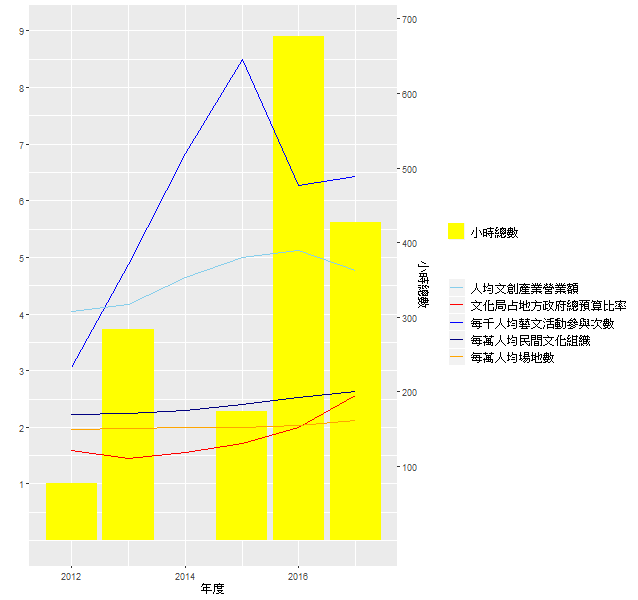 9
8
7
6
5
4
3
2
1
700
600
500
400
300
200
100
小時總數
2012
2014
2016
年度
小時總數
人均文創產業營業額
文化局占地方政府總預算比率
每千人均藝文活動參與次數
每萬人均民間文化組織
每萬人均場地數